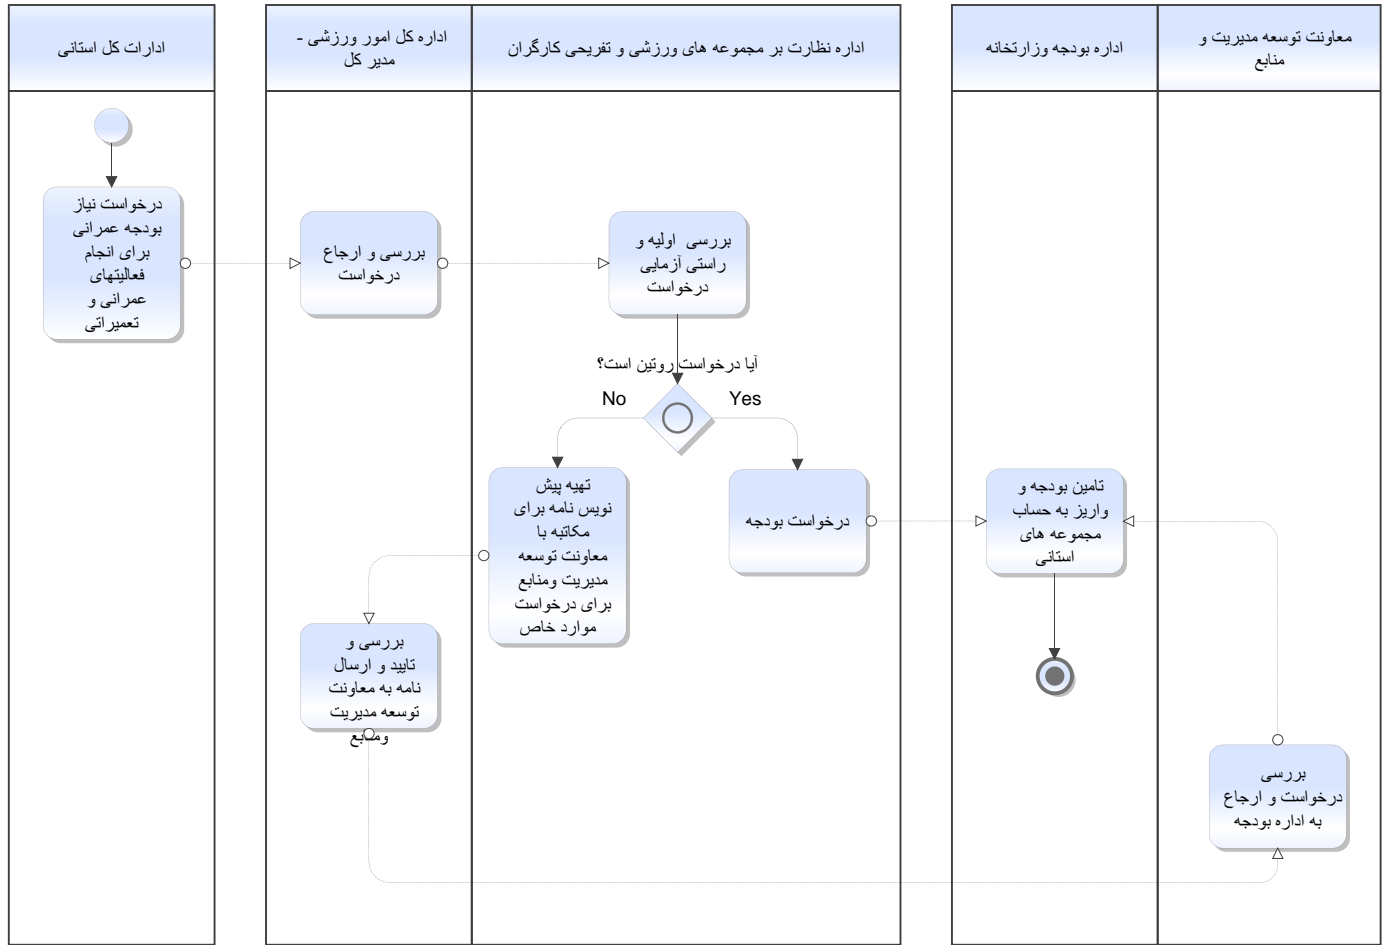 ادارات کل استانی
اداره کل امور ورزشی -
مدیر کل
اداره نظارت بر مجموعه های ورزشی و تفریحی کارگران
اداره بودجه وزارتخانه
معاونت توسعه مدیریت و
منابع
درخواست نیاز
بودجه عمرانی
برای انجام
فعالیتهای
عمرانی و
تعمیراتی
بررسی و ارجاع
درخواست
بررسی اولیه و
راستی آزمایی
درخواست
آیا درخواست روتین است؟
No
Yes
تهیه پیش
نویس نامه برای
مکاتبه با
معاونت توسعه
مدیریت ومنابع
برای درخواست
موارد خاص
درخواست بودجه
تامین بودجه و
واریز به حساب
مجموعه های
استانی
بررسی و
تایید و ارسال
نامه به معاونت
توسعه مدیریت
ومنابع
بررسی
درخواست و ارجاع
به اداره بودجه